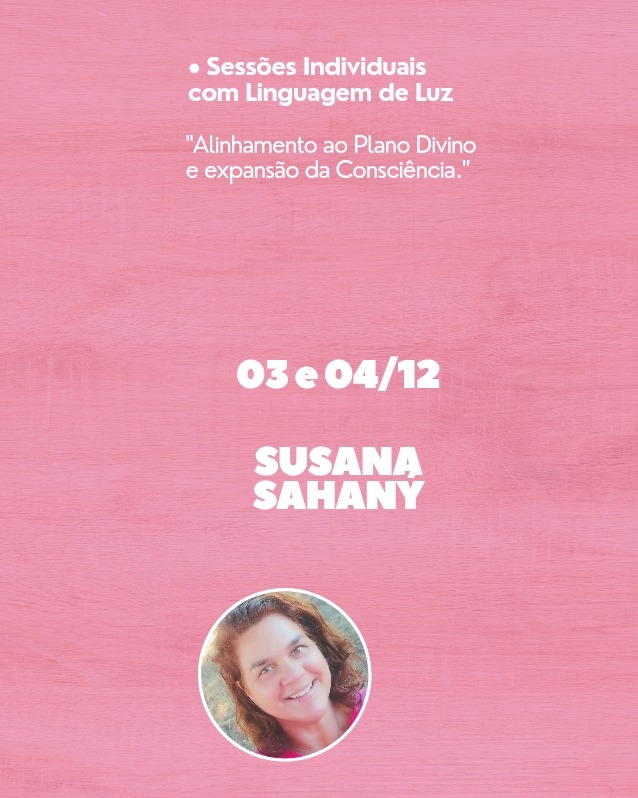 • Sessões Individuais
com Linguagem de Luz
"Alinhamento ao Plano Divino
e expansão da Consciência."
03 e 04/12
SUSANA
SAHANY